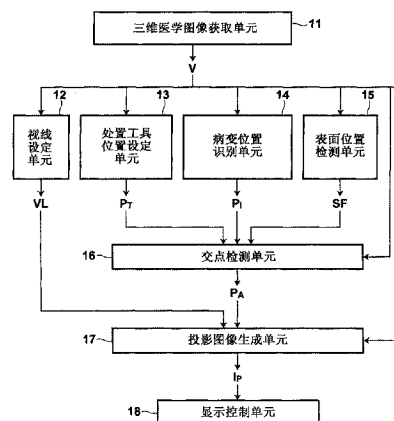 三维医学图像获取单元
11
V
12
13
14
15
视线
设定
单元
处置工具
位置设定
单元
病变位置
识别单元
表面位置
检测单元
VL
PT
PI
SF
16
交点检测单元
PA
17
投影图像生成单元
IP
18
显示控制单元